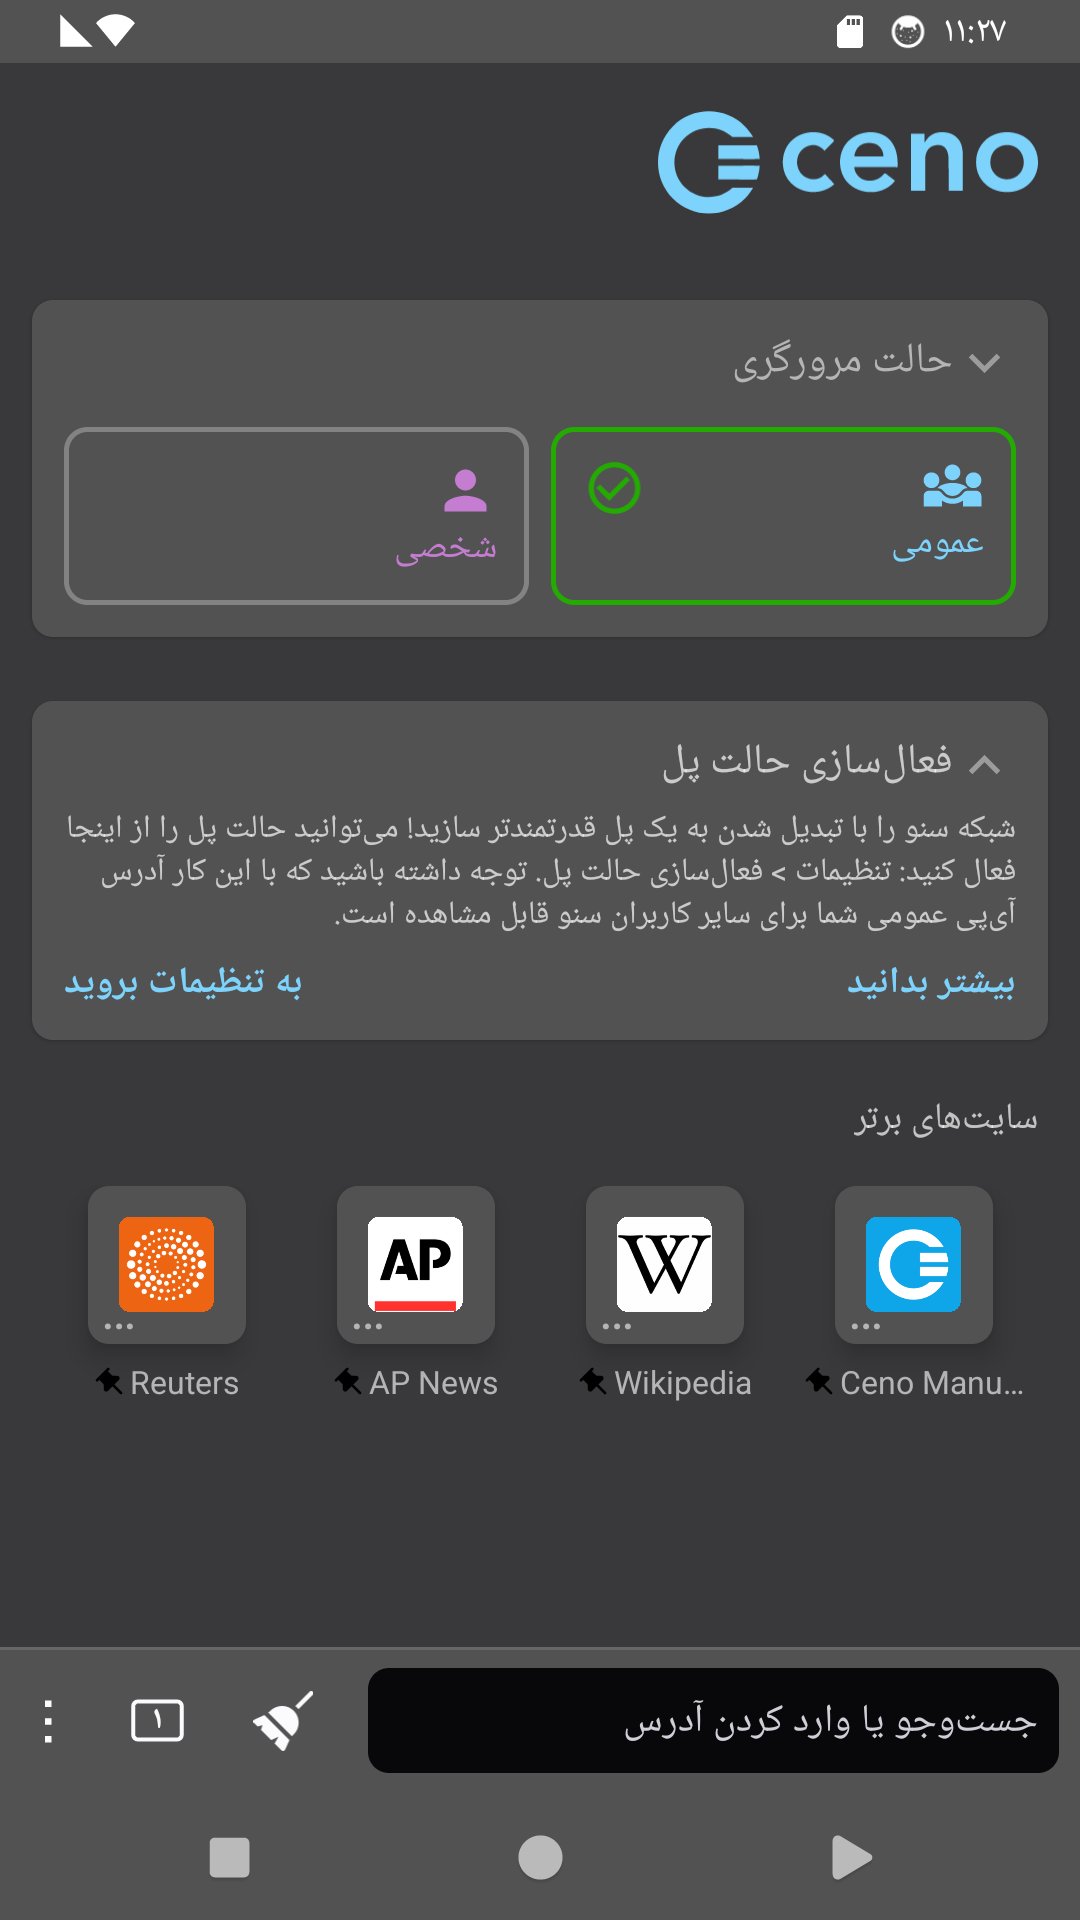 ۱۱:۲۷
ceno
حالت مرورگری
عمومی
شخصی
فعال‌سازی حالت پل
شبکه سنو را با تبدیل شدن به یک پل قدرتمندتر سازید! می‌توانید حالت پل را از اینجا
فعال کنید: تنظیمات > فعال‌سازی حالت پل. توجه داشته باشید که با این کار آدرس
آی‌پی عمومی شما برای سایر کاربران سنو قابل مشاهده است.
بیشتر بدانید
به تنظیمات بروید
سایت‌های برتر
AP
W
Reuters
AP News
Wikipedia
Ceno Manu...
جست‌وجو یا وارد کردن آدرس
۱